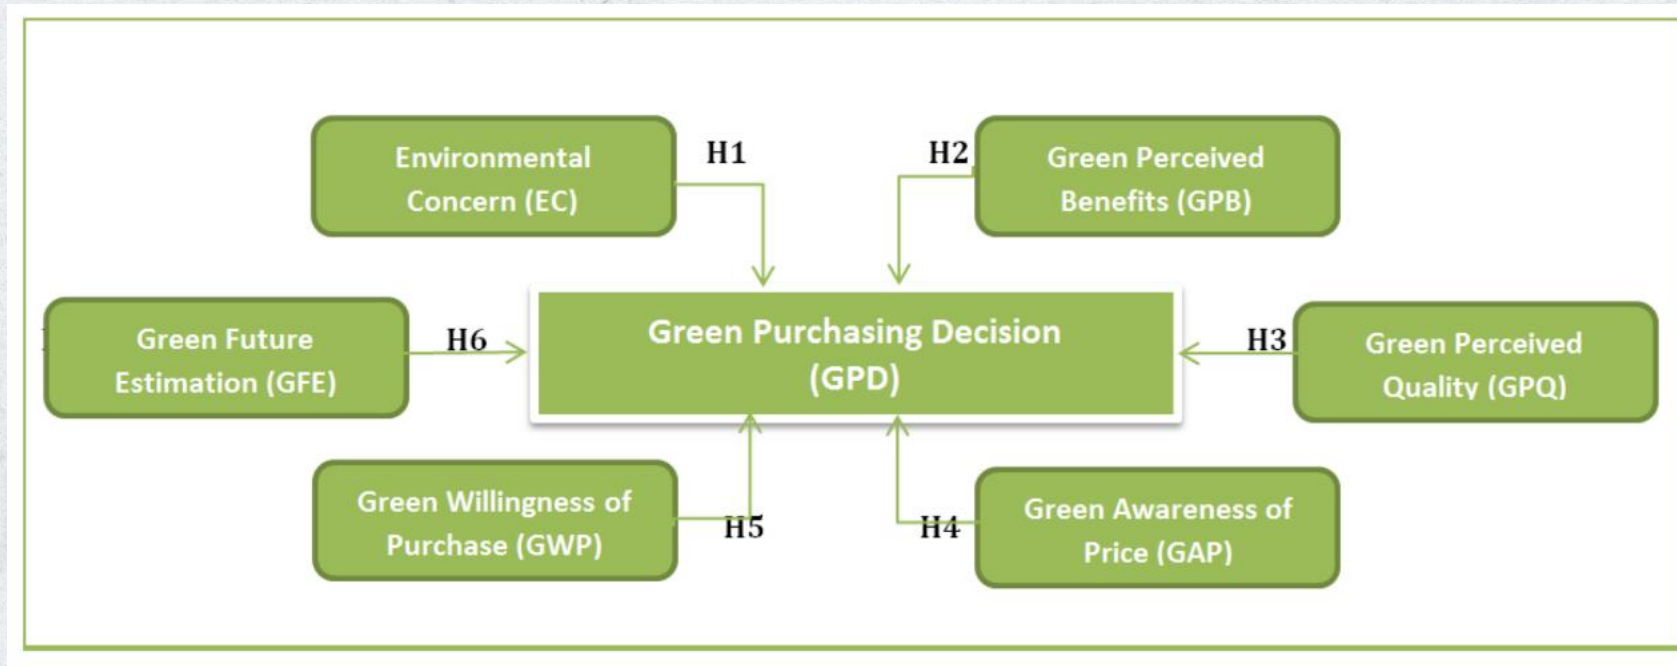 Environmental
Concern (EC)
H1
H2
Green Perceived
Benefits (GPB)
Green Future
Estimation (GFE)
H6
Green Purchasing Decision
(GPD)
H3
Green Perceived
Quality (GPQ)
Green Willingness of
Purchase (GWP)
H5
H4
Green Awareness of
Price (GAP)